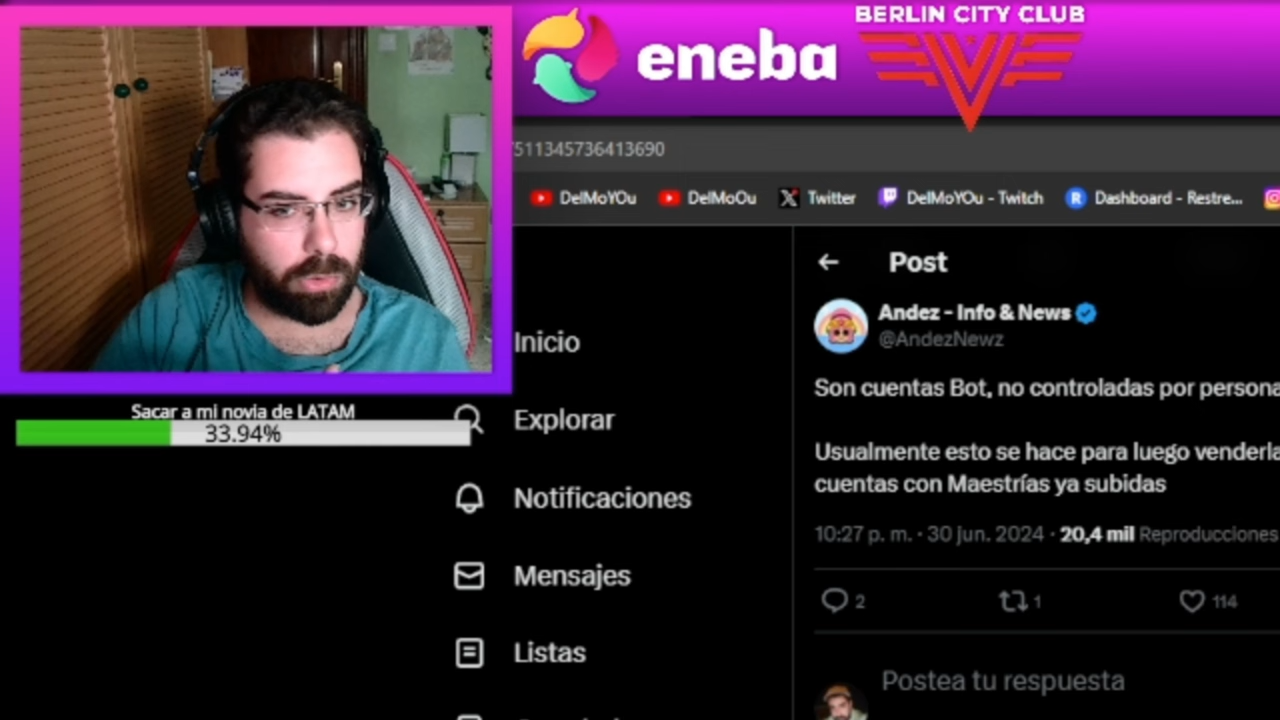 BERLIN CITY CLUB
eneba
511345736413690
DelMoYOu
DelMoOu
Twitter
DelMoYOu - Twitch
Dashboard - Restre...
Post
Andez - Info & News
@AndezNewz
Son cuentas Bot, no controladas por persona
Usualmente esto se hace para luego venderla
cuentas con Maestrías ya subidas
10:27 p. m. · 30 jun. 2024 · 20,4 mil Reproducciones
2
1
114
Postea tu respuesta
Inicio
Explorar
Notificaciones
Mensajes
Listas
Sacar a mi novia de LATAM
33.94%